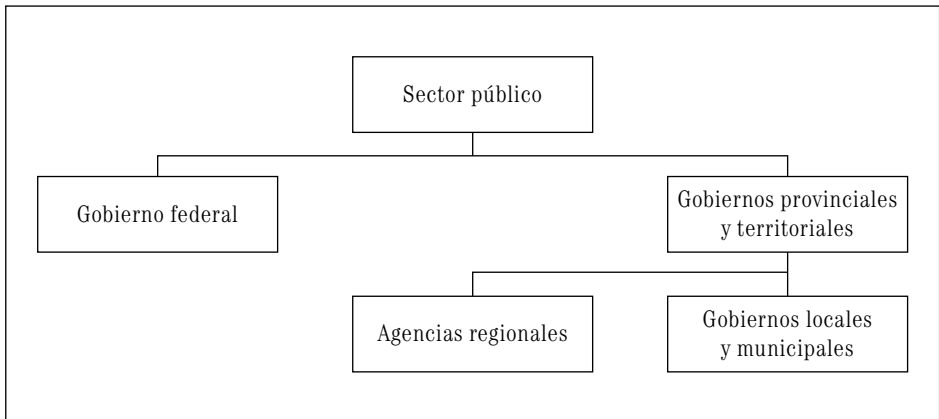 Sector público
Gobierno federal
Gobiernos provinciales
y territoriales
Agencias regionales
Gobiernos locales
y municipales